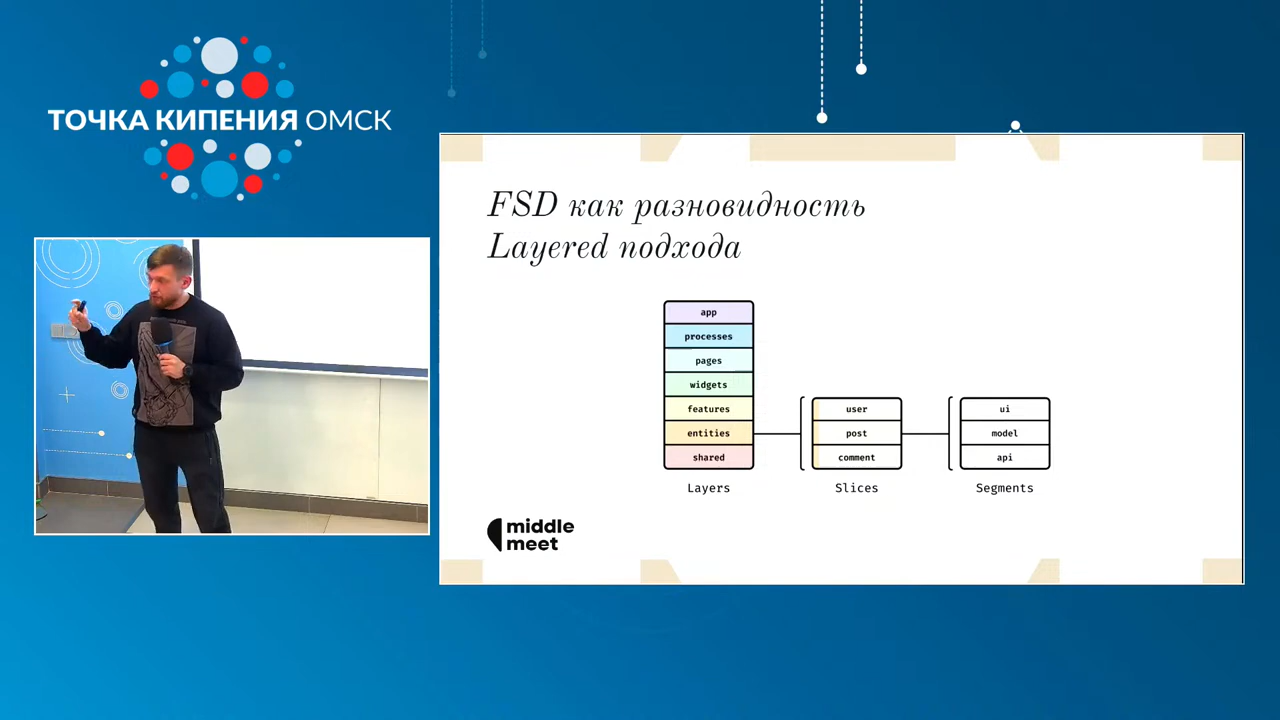 ТОЧКА КИПЕНИЯ ОМСК
FSD как разновидность
Layered подхода
app
processes
pages
widgets
features
entities
shared
Layers
user
post
comment
Slices
ui
model
api
Segments
middle
meet